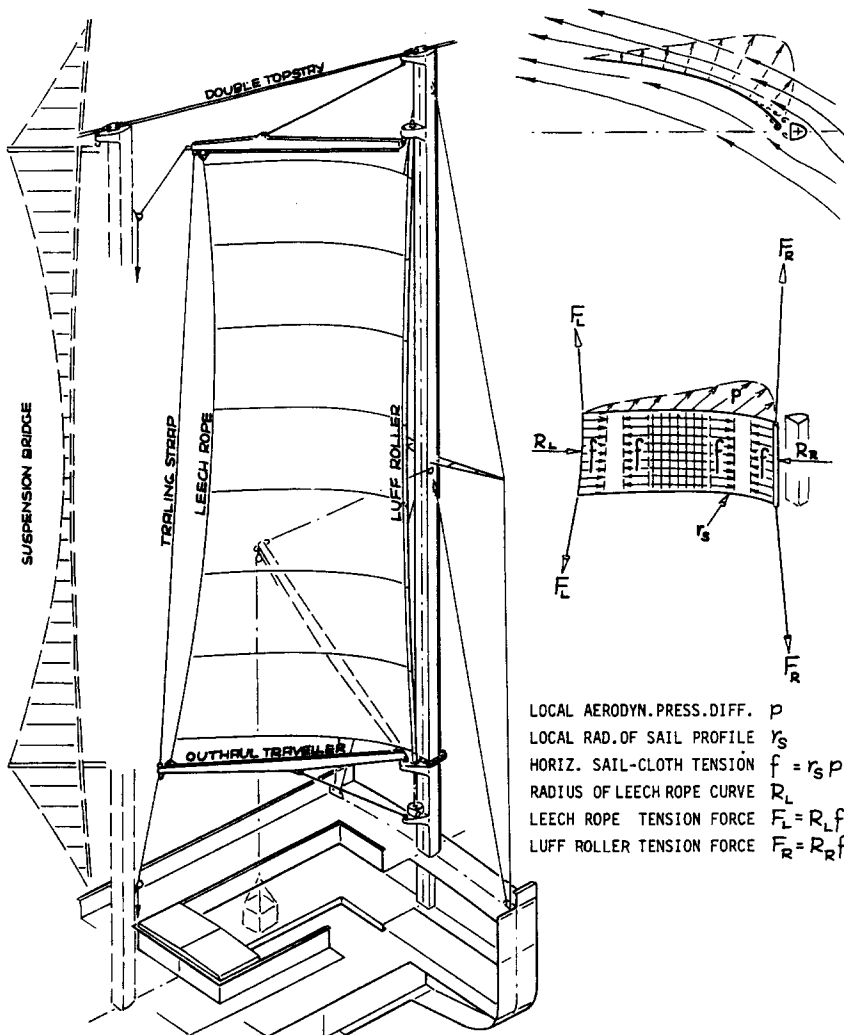 DOUBLE TOPSTAY
SUSPENSION BRIDGE
TRALING STRAP
LEECH ROPE
LUFF ROLLER
OUTHAUL TRAVELLER
F_R
F_L
p
R_L
f
f
f
f
R_R
r_s
F_L
F_R
LOCAL AERODYN.PRESS.DIFF. p
LOCAL RAD.OF SAIL PROFILE r_s
HORIZ. SAIL-CLOTH TENSION f = r_s p
RADIUS OF LEECH ROPE CURVE R_L
LEECH ROPE TENSION FORCE F_L = R_L f
LUFF ROLLER TENSION FORCE F_R = R_R f